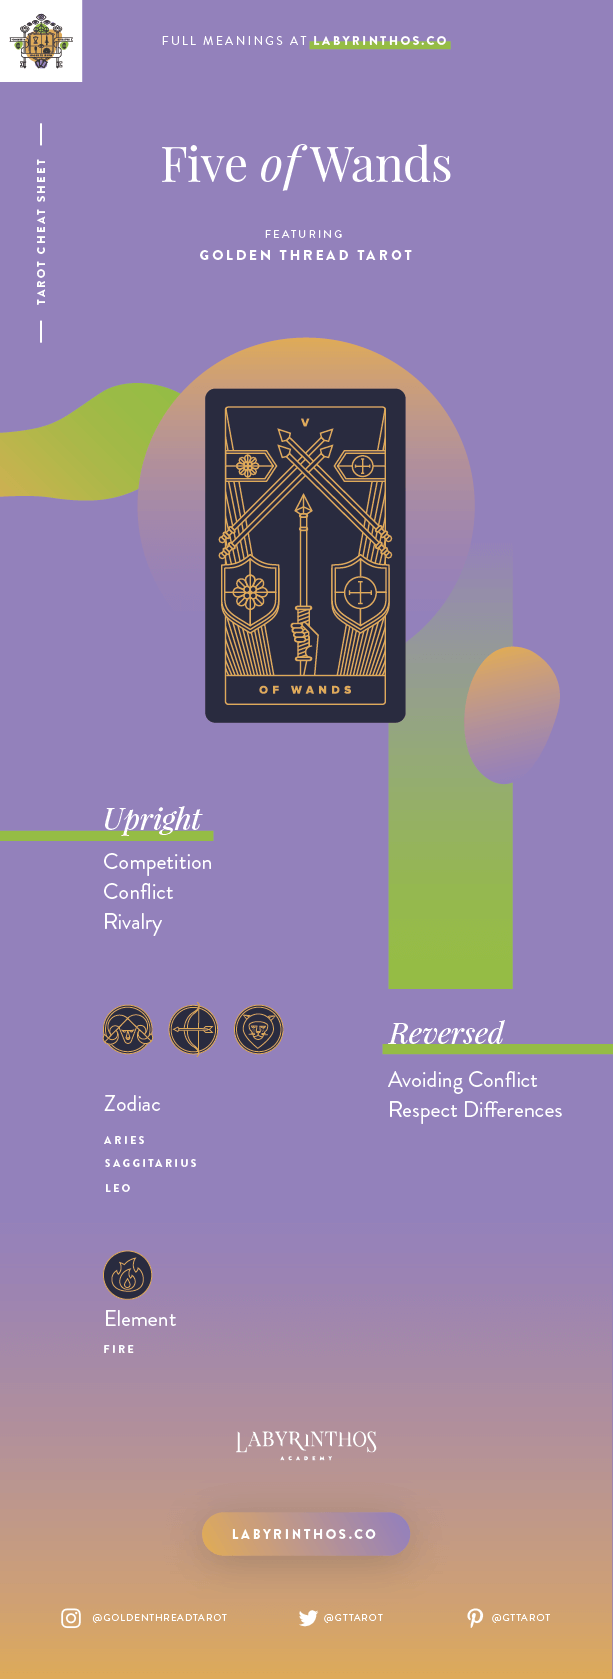 FULL MEANINGS AT LABYRINTHOS.CO
TAROT CHEAT SHEET
Five of Wands
FEATURING
GOLDEN THREAD TAROT
V
OF WANDS
Upright
Competition
Conflict
Rivalry
Reversed
Avoiding Conflict
Respect Differences
Zodiac
ARIES
SAGGITARIUS
LEO
Element
FIRE
LABYRINTHOS
ACADEMY
LABYRINTHOS.CO
@GOLDENTHREADTAROT
@GTTAROT
@GTTAROT